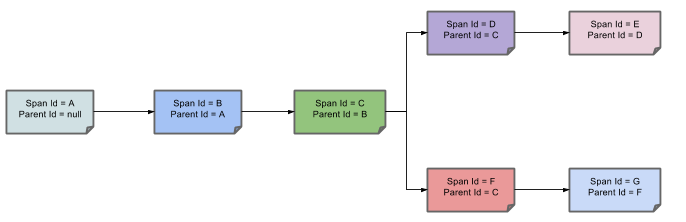 Span Id = D
Parent Id = C
Span Id = E
Parent Id = D
Span Id = A
Parent Id = null
Span Id = B
Parent Id = A
Span Id = C
Parent Id = B
Span Id = F
Parent Id = C
Span Id = G
Parent Id = F